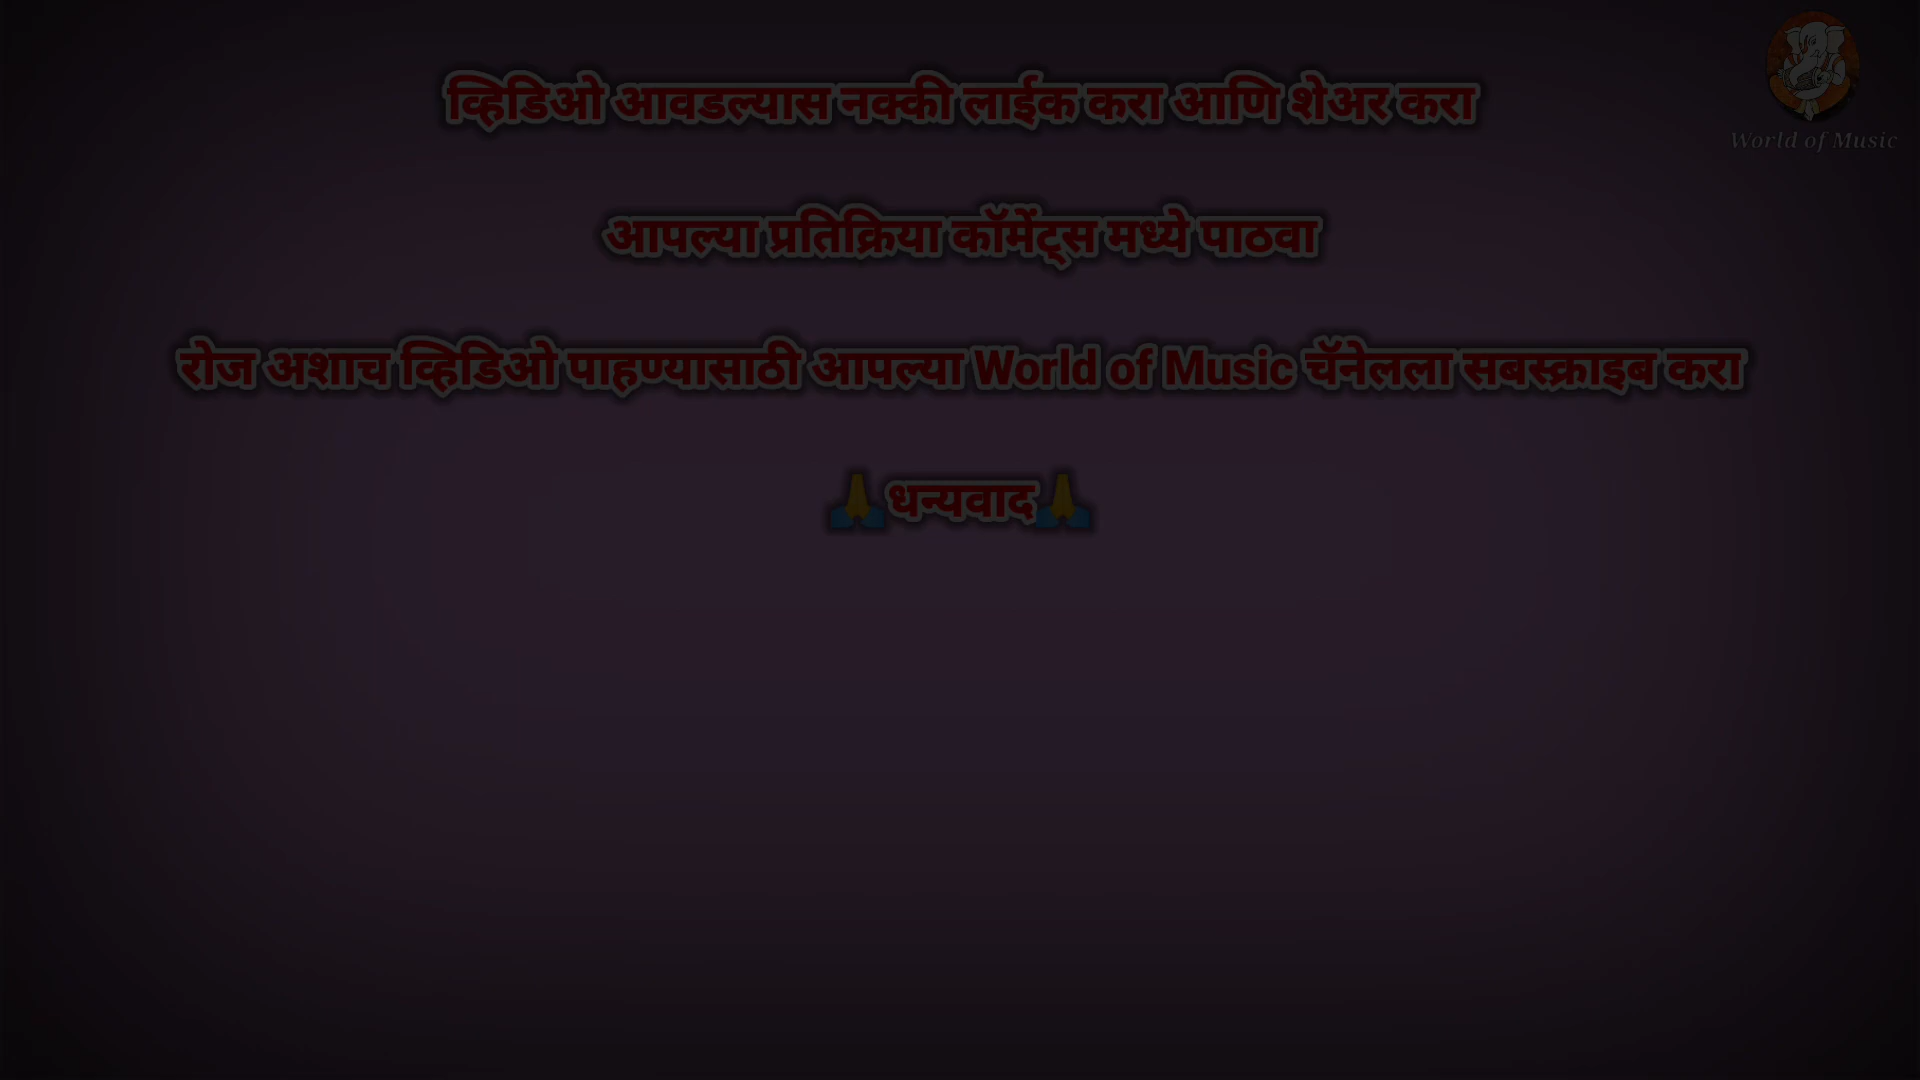 World of Music
व्हिडिओ आवडल्यास नक्की लाईक करा आणि शेअर करा
आपल्या प्रतिक्रिया कॉमेंट्स मध्ये पाठवा
रोज अशाच व्हिडिओ पाहण्यासाठी आपल्या World of Music चॅनेलला सबस्क्राइब करा
🙏धन्यवाद🙏